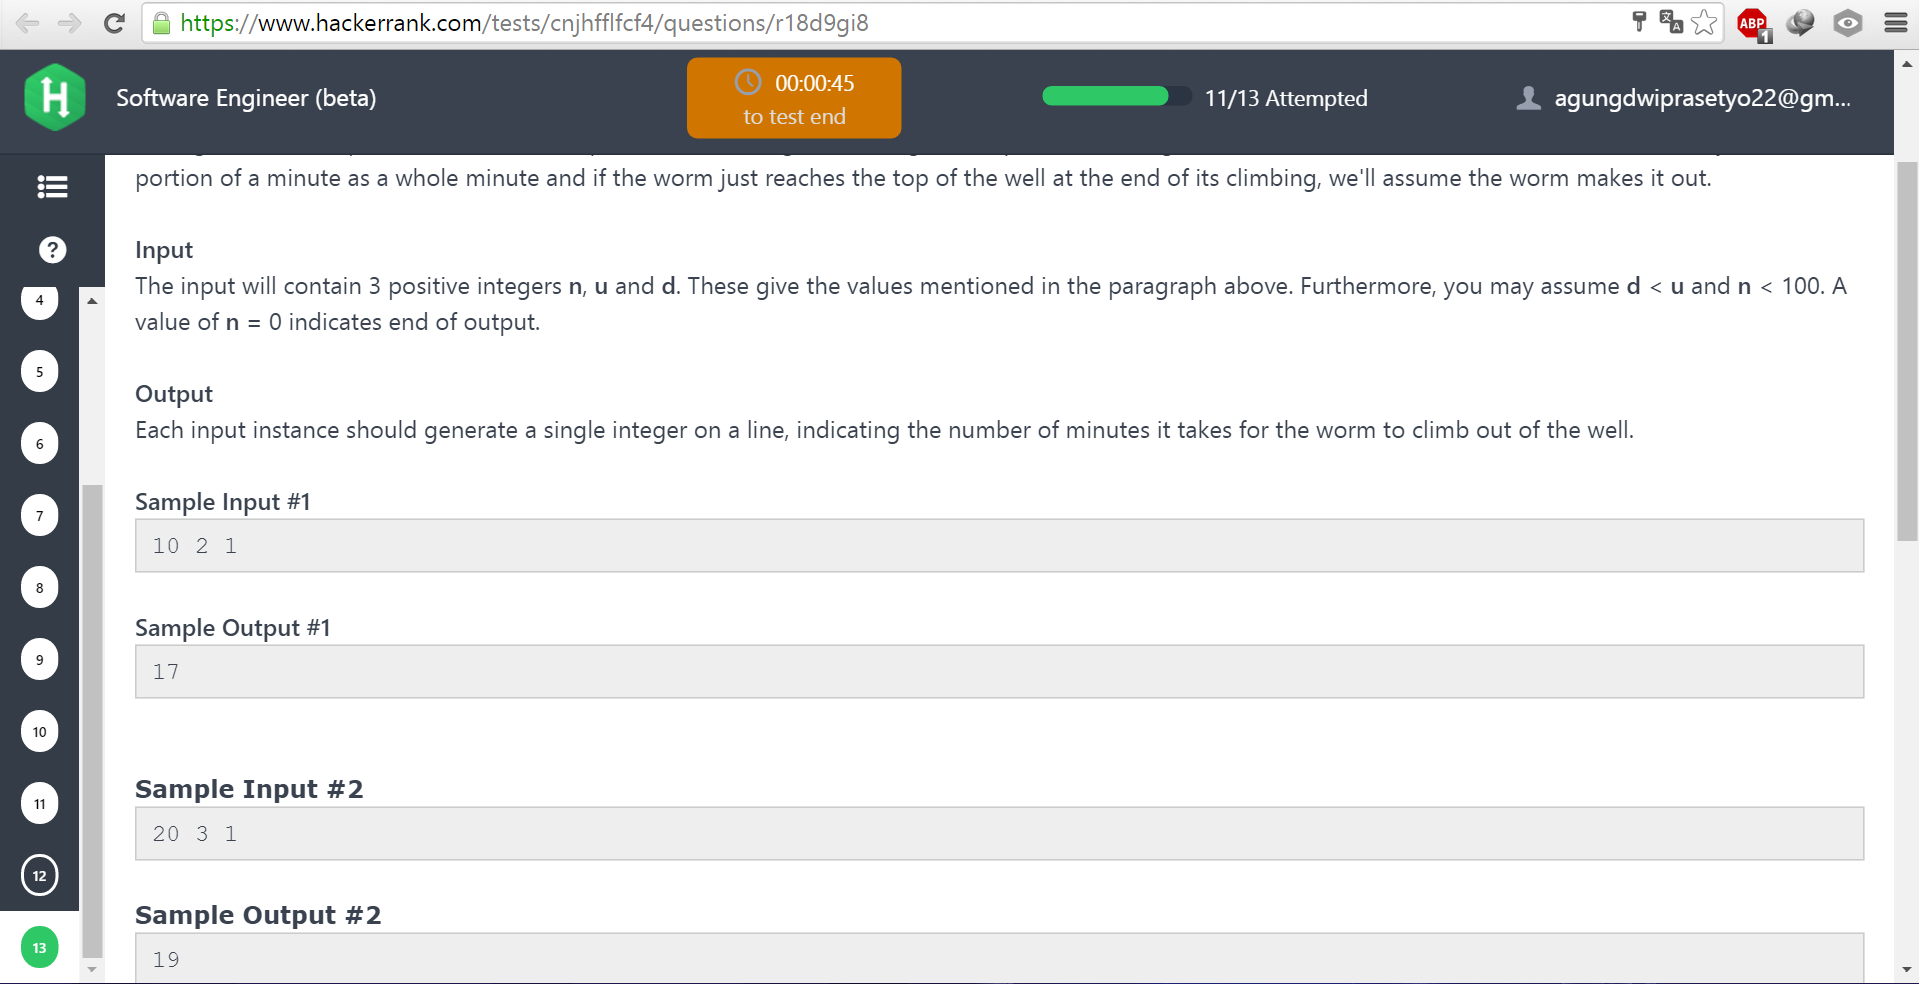 https://www.hackerrank.com/tests/cnjhfflfcf4/questions/r18d9gi8
ABP
1
H
Software Engineer (beta)
00:00:45
to test end
11/13 Attempted
agungdwiprasetyo22@gm...
portion of a minute as a whole minute and if the worm just reaches the top of the well at the end of its climbing, we'll assume the worm makes it out.
?
Input
The input will contain 3 positive integers n, u and d. These give the values mentioned in the paragraph above. Furthermore, you may assume d < u and n < 100. A
value of n = 0 indicates end of output.
4
5
Output
Each input instance should generate a single integer on a line, indicating the number of minutes it takes for the worm to climb out of the well.
6
Sample Input #1
7
10 2 1
8
Sample Output #1
9
17
10
Sample Input #2
11
20 3 1
12
Sample Output #2
13
19